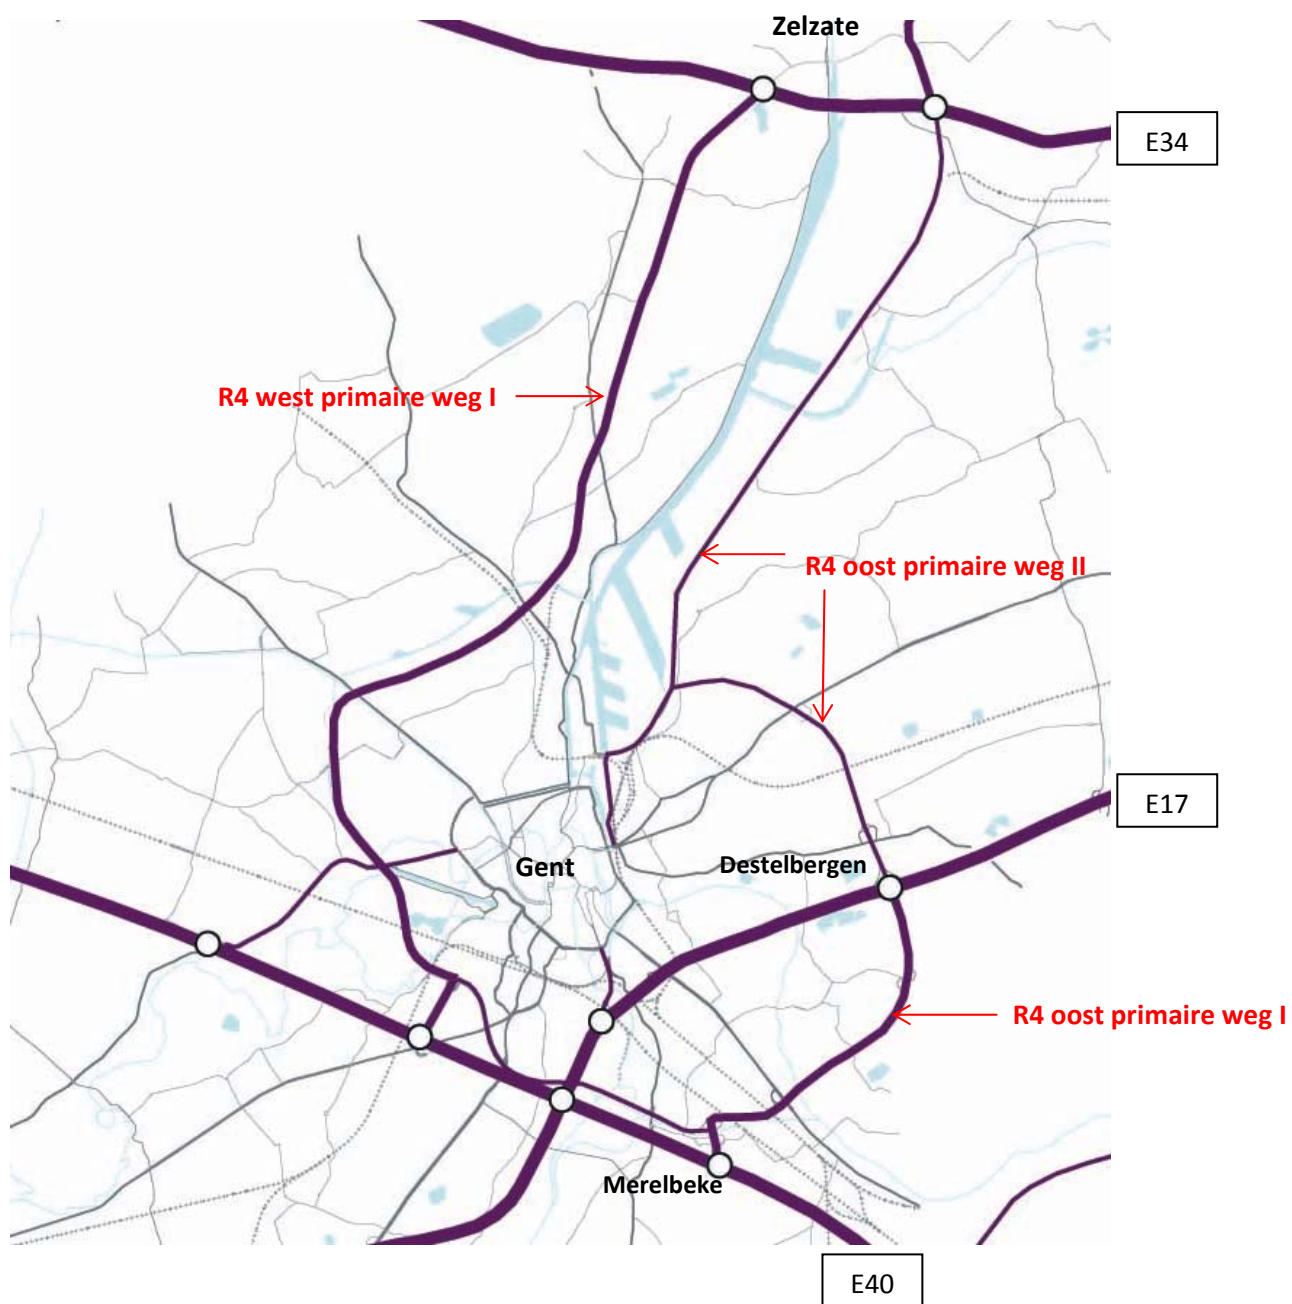 Zelzate
E34
R4 west primaire weg I
R4 oost primaire weg II
E17
Gent
Destelbergen
R4 oost primaire weg I
Merelbeke
E40